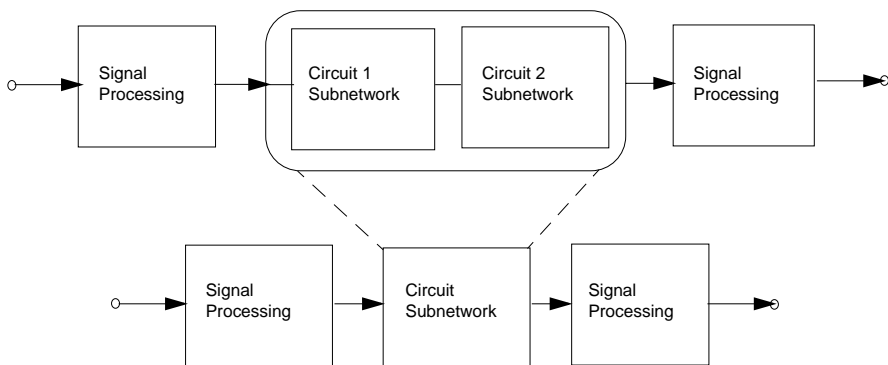 Signal
Processing
Circuit 1
Subnetwork
Circuit 2
Subnetwork
Signal
Processing
Signal
Processing
Circuit
Subnetwork
Signal
Processing